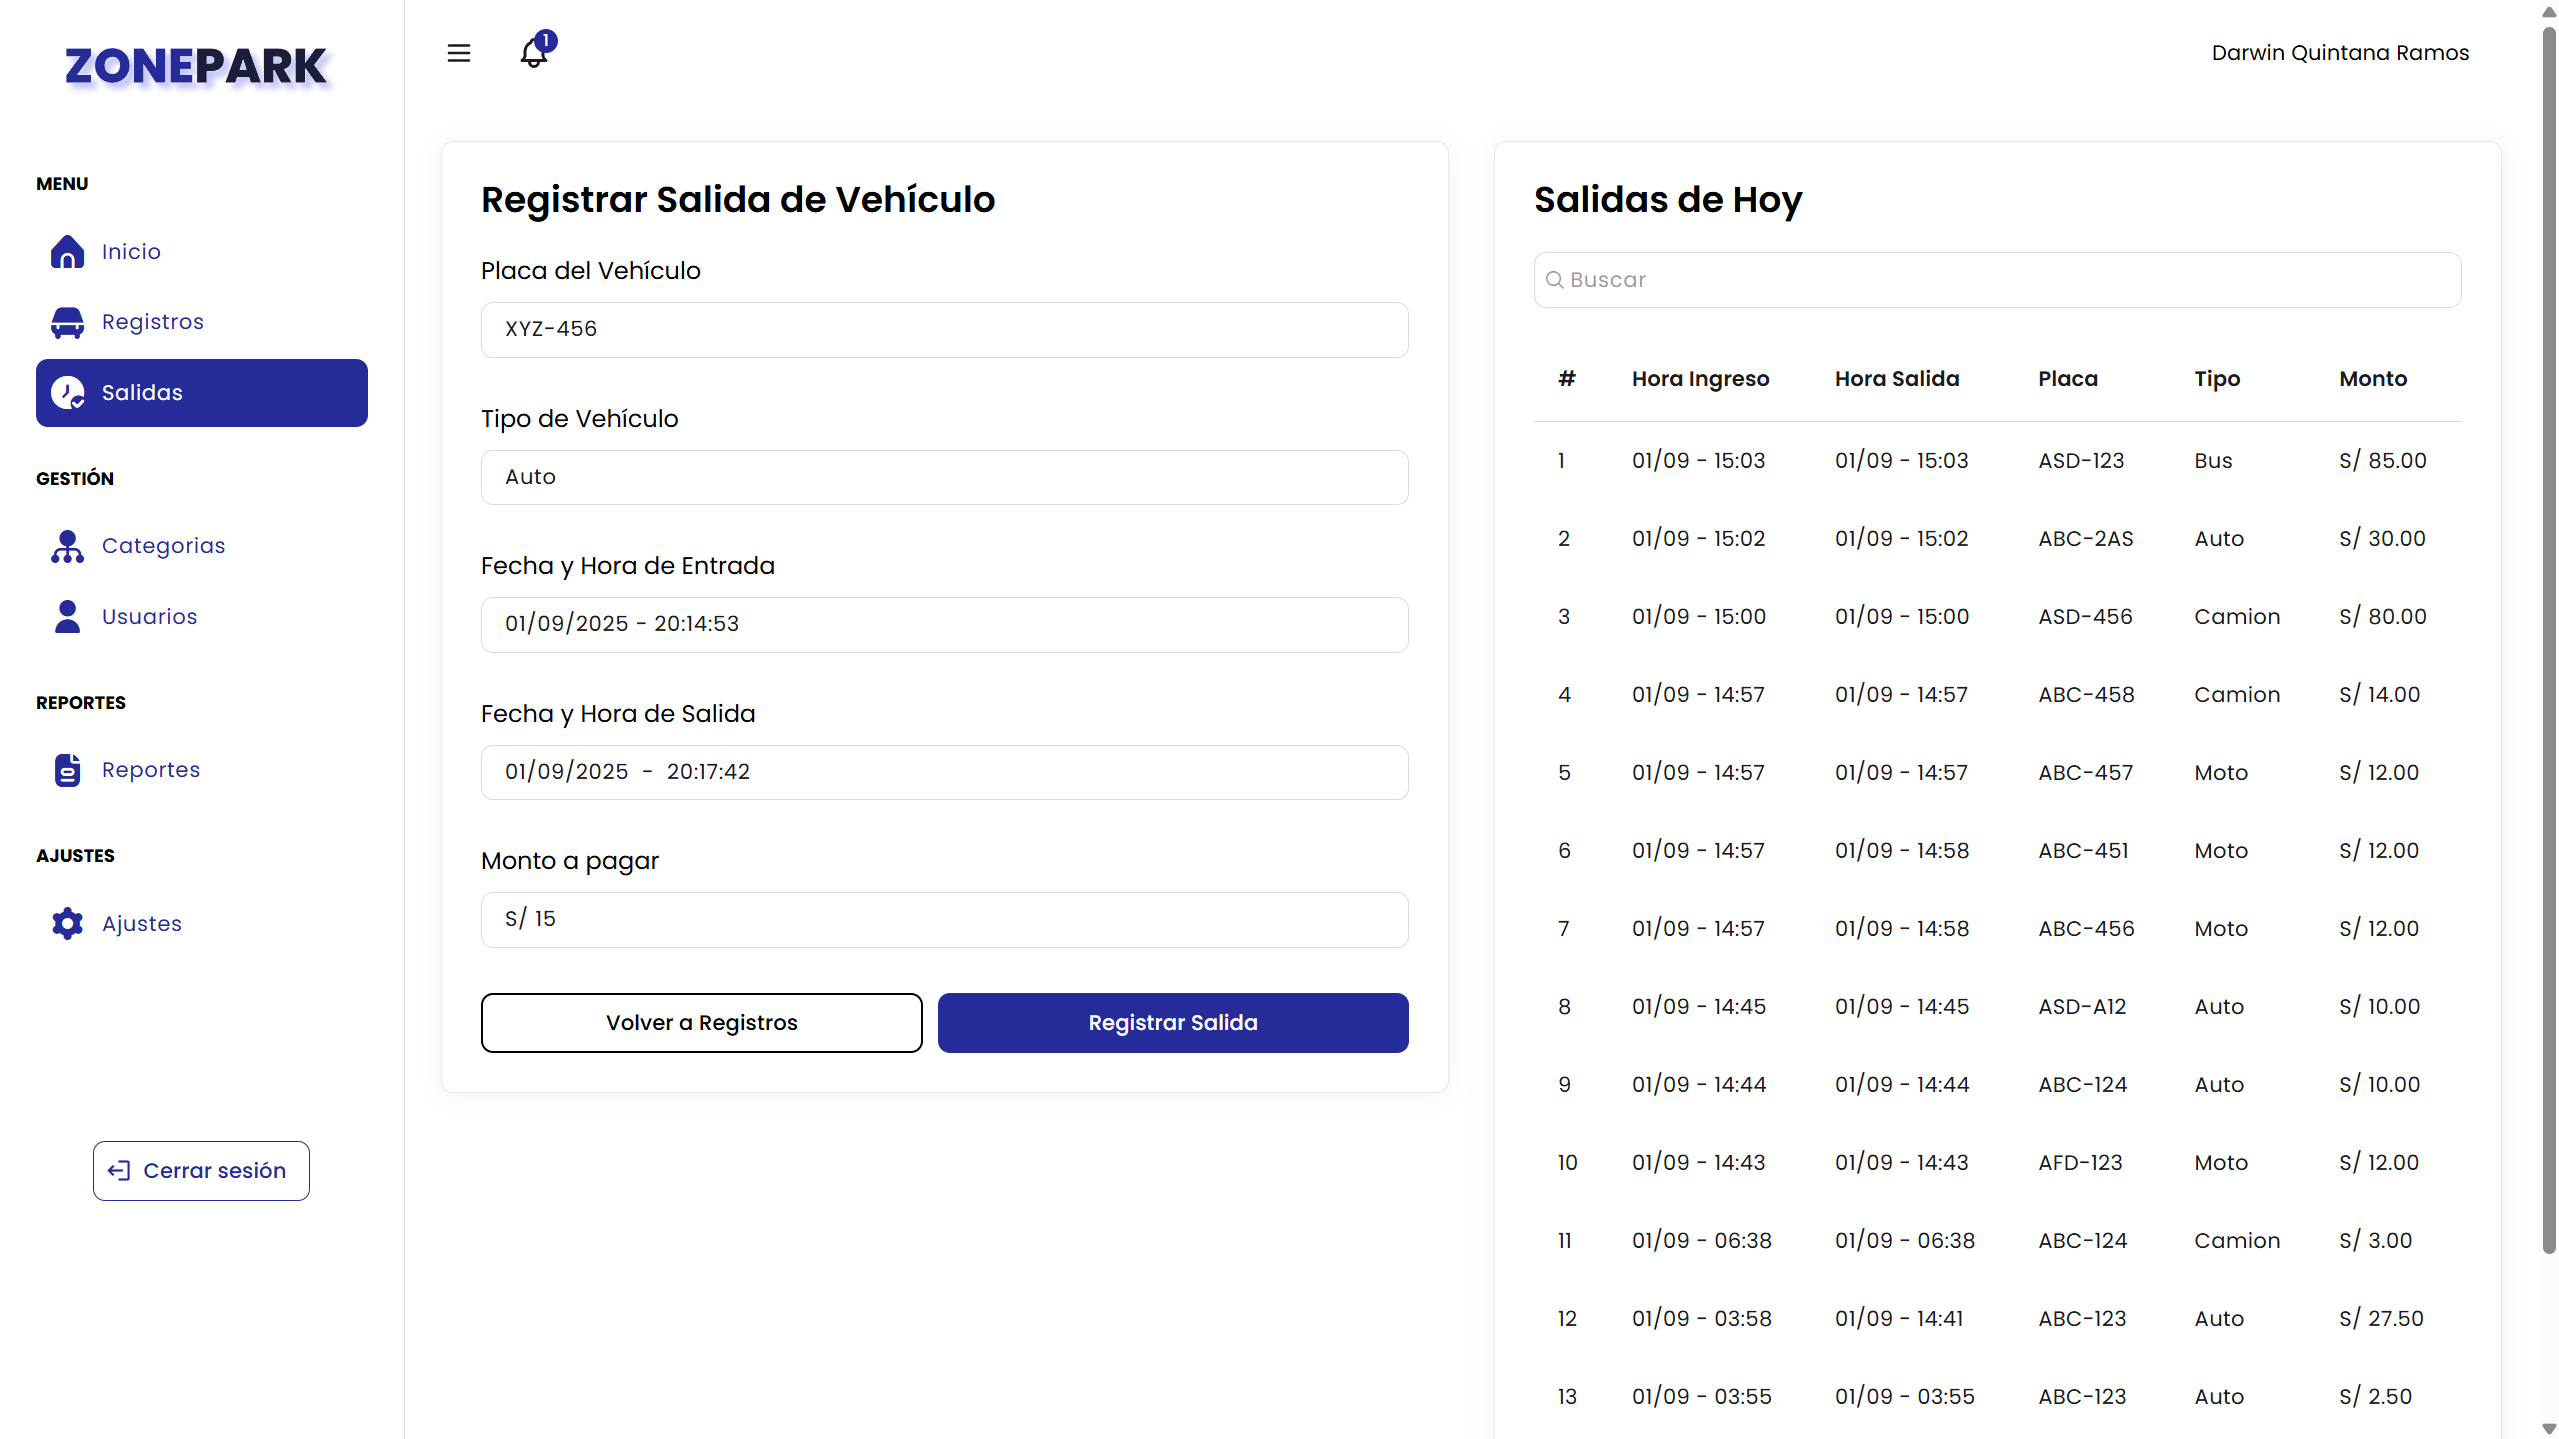 ZONEPARK
1
Darwin Quintana Ramos
MENU
Inicio
Registros
Salidas
GESTIÓN
Categorias
Usuarios
REPORTES
Reportes
AJUSTES
Ajustes
Cerrar sesión
Registrar Salida de Vehículo
Placa del Vehículo
XYZ-456
Tipo de Vehículo
Auto
Fecha y Hora de Entrada
01/09/2025 - 20:14:53
Fecha y Hora de Salida
01/09/2025 - 20:17:42
Monto a pagar
S/ 15
Volver a Registros
Registrar Salida
Salidas de Hoy
Buscar
# Hora Ingreso Hora Salida Placa Tipo Monto
1 01/09 - 15:03 01/09 - 15:03 ASD-123 Bus S/ 85.00
2 01/09 - 15:02 01/09 - 15:02 ABC-2AS Auto S/ 30.00
3 01/09 - 15:00 01/09 - 15:00 ASD-456 Camion S/ 80.00
4 01/09 - 14:57 01/09 - 14:57 ABC-458 Camion S/ 14.00
5 01/09 - 14:57 01/09 - 14:57 ABC-457 Moto S/ 12.00
6 01/09 - 14:57 01/09 - 14:58 ABC-451 Moto S/ 12.00
7 01/09 - 14:57 01/09 - 14:58 ABC-456 Moto S/ 12.00
8 01/09 - 14:45 01/09 - 14:45 ASD-A12 Auto S/ 10.00
9 01/09 - 14:44 01/09 - 14:44 ABC-124 Auto S/ 10.00
10 01/09 - 14:43 01/09 - 14:43 AFD-123 Moto S/ 12.00
11 01/09 - 06:38 01/09 - 06:38 ABC-124 Camion S/ 3.00
12 01/09 - 03:58 01/09 - 14:41 ABC-123 Auto S/ 27.50
13 01/09 - 03:55 01/09 - 03:55 ABC-123 Auto S/ 2.50